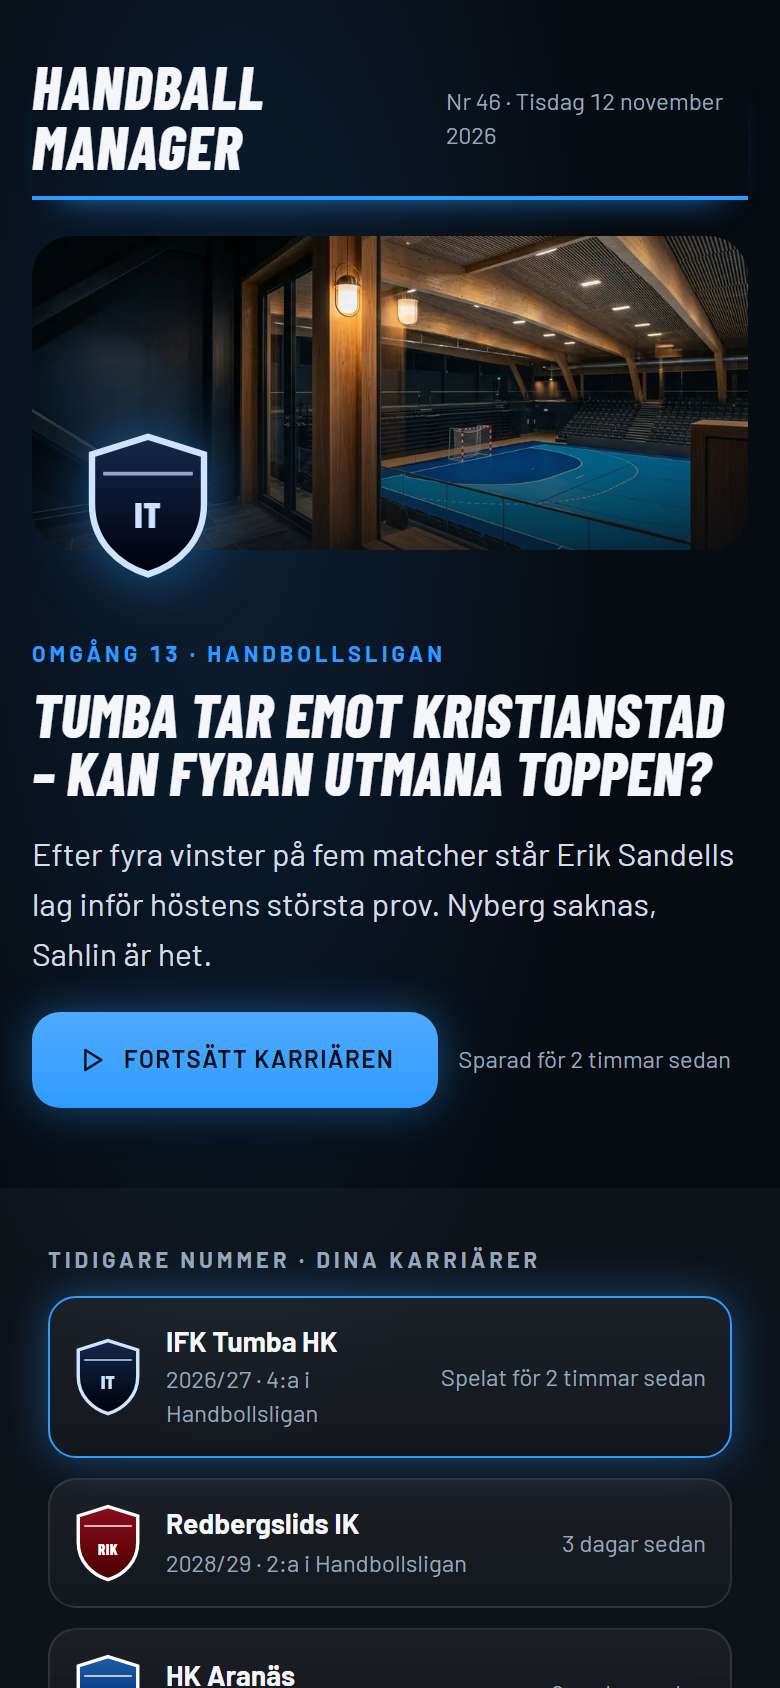 HANDBALL
MANAGER
Nr 46 · Tisdag 12 november
2026
IT
OMGÅNG 13 · HANDBOLLSLIGAN
TUMBA TAR EMOT KRISTIANSTAD
– KAN FYRAN UTMANA TOPPEN?
Efter fyra vinster på fem matcher står Erik Sandells
lag inför höstens största prov. Nyberg saknas,
Sahlin är het.
FORTSÄTT KARRIÄREN
Sparad för 2 timmar sedan
TIDIGARE NUMMER · DINA KARRIÄRER
IT
IFK Tumba HK
2026/27 · 4:a i
Handbollsligan
Spelat för 2 timmar sedan
RIK
Redbergslids IK
2028/29 · 2:a i Handbollsligan
3 dagar sedan
HK Aranäs